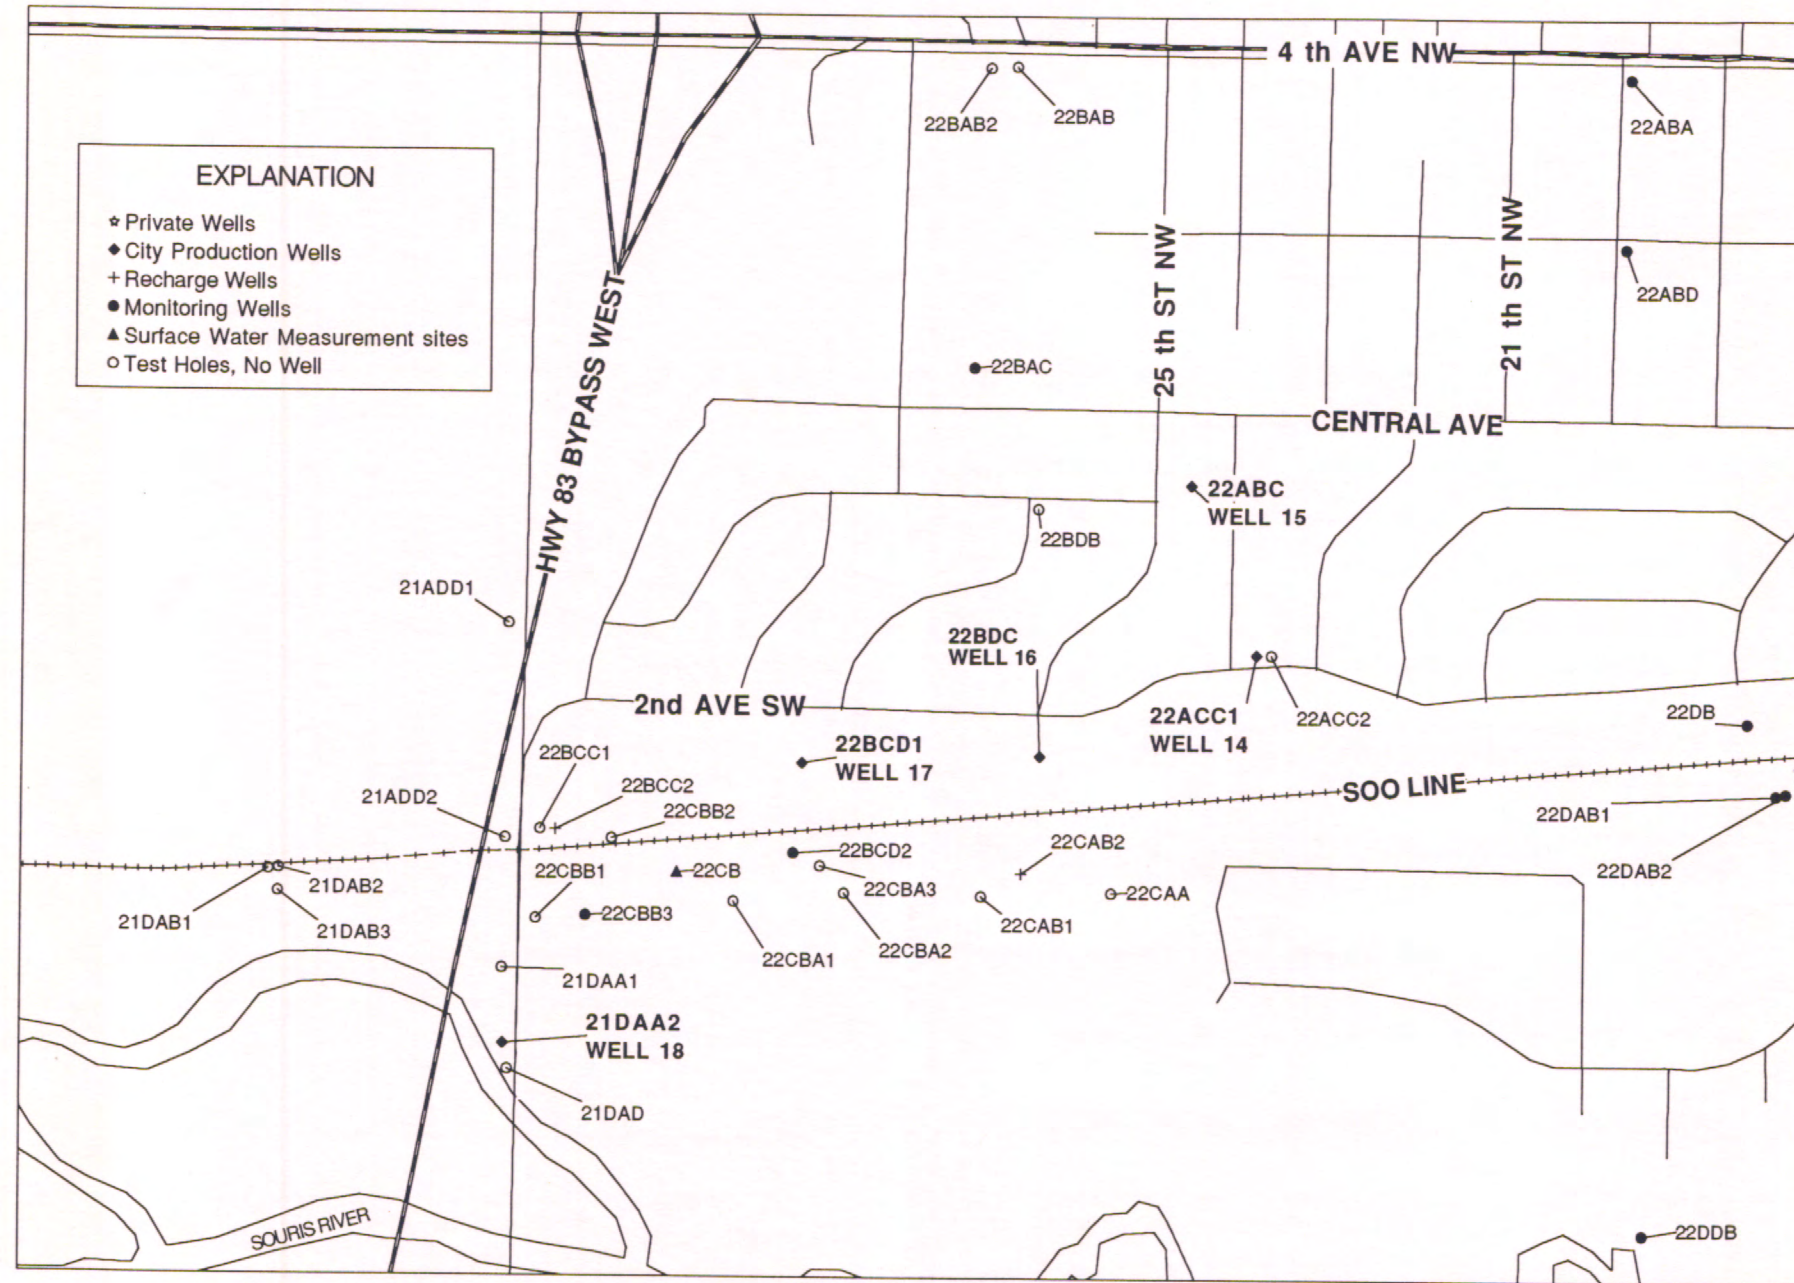 4 th AVE NW
22BAB2
22BAB
22ABA
EXPLANATION
Private Wells
City Production Wells
Recharge Wells
Monitoring Wells
Surface Water Measurement sites
Test Holes, No Well
HWY 83 BYPASS WEST
25 th ST NW
21 th ST NW
22ABD
22BAC
CENTRAL AVE
22ABC
WELL 15
22BDB
21ADD1
22BDC
WELL 16
2nd AVE SW
22ACC1
WELL 14
22ACC2
22DB
22BCD1
WELL 17
22BCC1
22BCC2
21ADD2
22CBB2
SOO LINE
22DAB1
22DAB2
22CAB2
22BCD2
22CB
22CBB1
22CBA3
22CAA
21DAB2
21DAB1
21DAB3
22CBB3
22CAB1
22CBA1
22CBA2
21DAA1
21DAA2
WELL 18
21DAD
SOURIS RIVER
22DDB